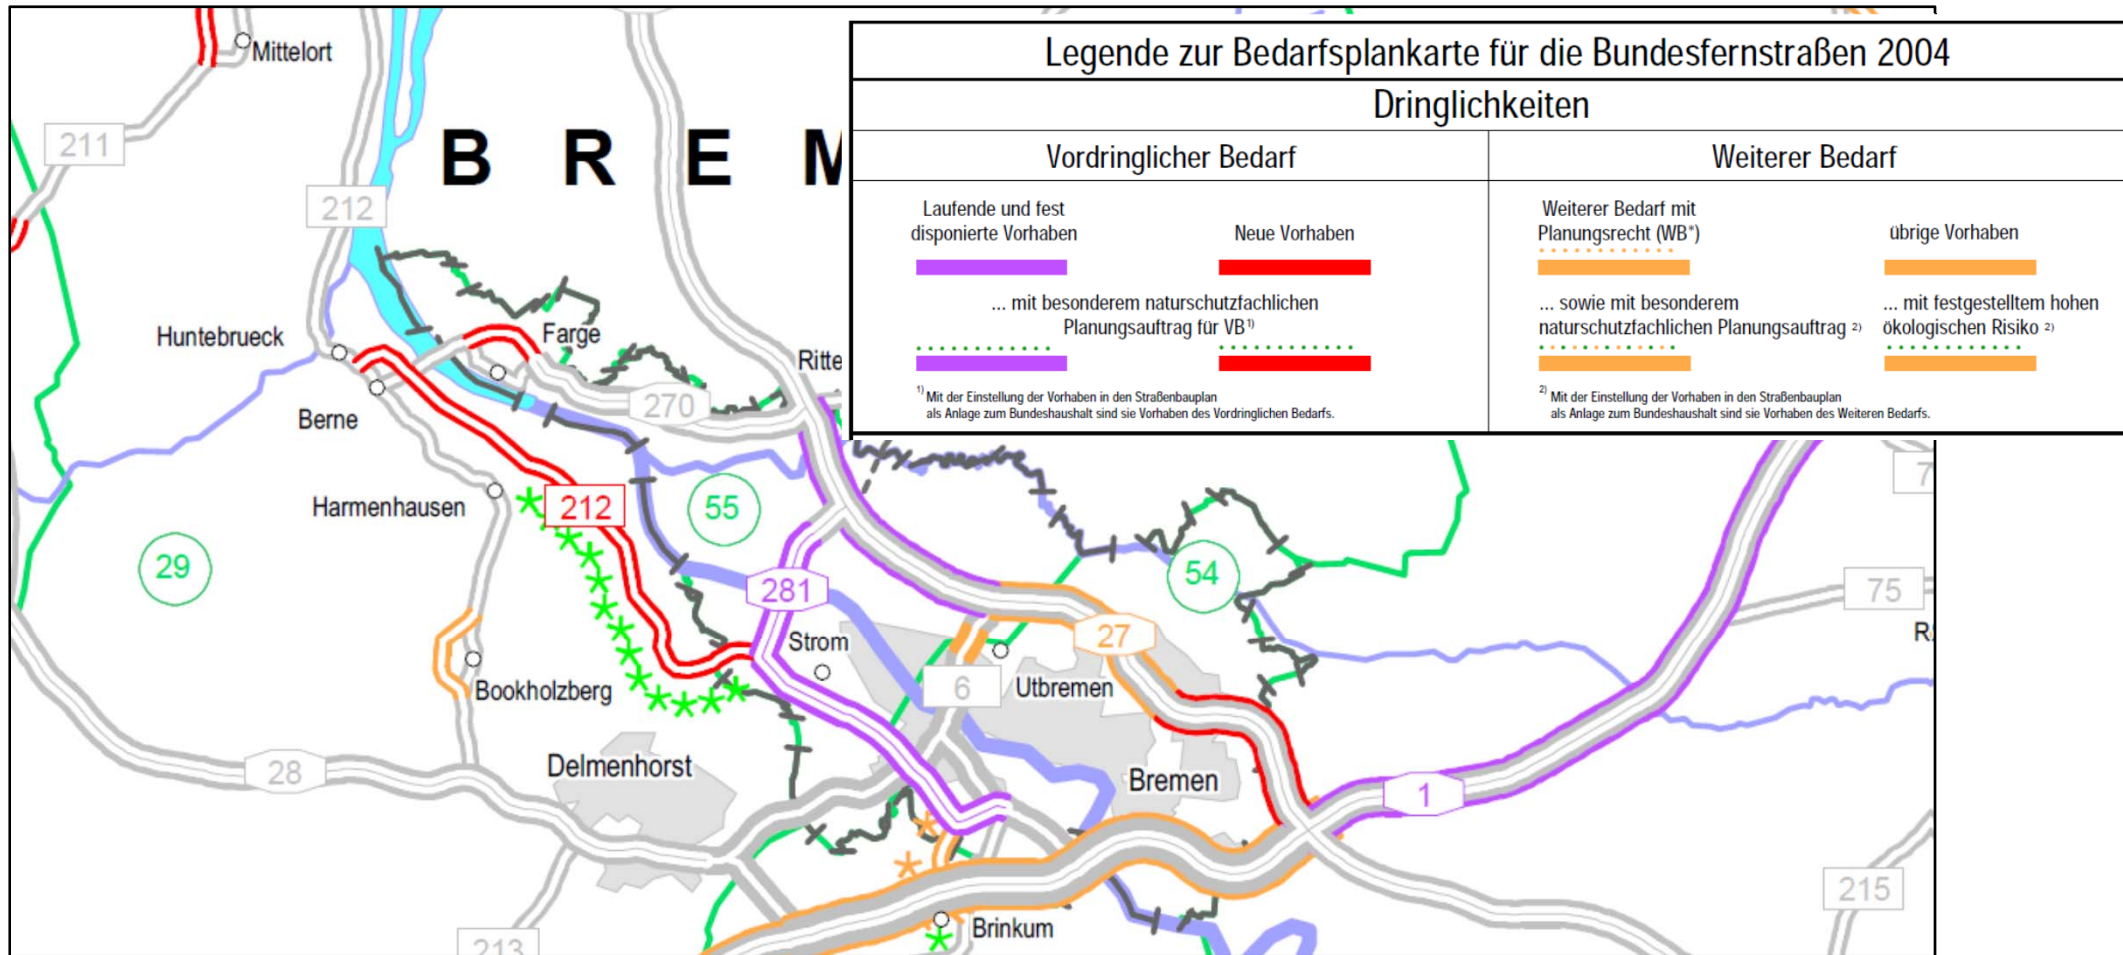 Legende zur Bedarfsplankarte für die Bundesfernstraßen 2004
Dringlichkeiten
Vordringlicher Bedarf
Weiterer Bedarf
Laufende und fest
disponierte Vorhaben
Neue Vorhaben
Weiterer Bedarf mit
Planungsrecht (WB*)
übrige Vorhaben
... mit besonderem naturschutzfachlichen
Planungsauftrag für VB¹⁾
... sowie mit besonderem
naturschutzfachlichen Planungsauftrag ²⁾
... mit festgestelltem hohen
ökologischen Risiko ²⁾
¹⁾ Mit der Einstellung der Vorhaben in den Straßenbauplan
als Anlage zum Bundeshaushalt sind sie Vorhaben des Vordringlichen Bedarfs.
²⁾ Mit der Einstellung der Vorhaben in den Straßenbauplan
als Anlage zum Bundeshaushalt sind sie Vorhaben des Weiteren Bedarfs.
Mittelort
211
B R E M
212
Huntebrueck
Farge
Ritte
270
Berne
Harmenhausen
212
55
29
54
281
75
Strom
27
R
6
Utbremen
Bookholzberg
28
Delmenhorst
Bremen
1
215
Brinkum
213
7